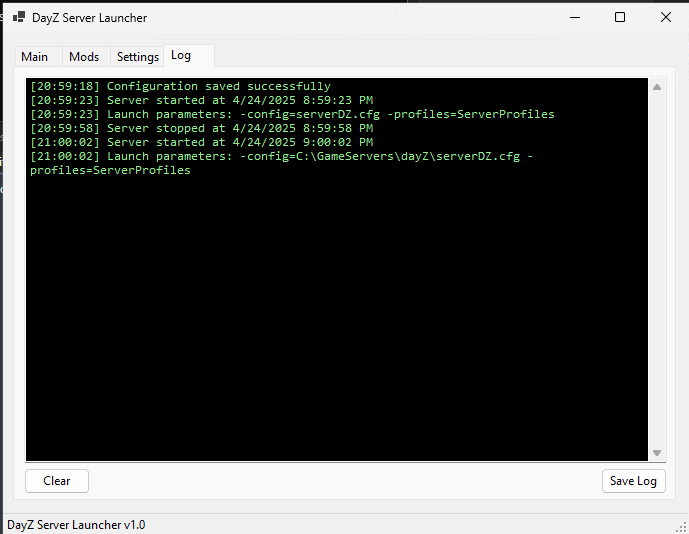 DayZ Server Launcher
Main Mods Settings Log
[20:59:18] Configuration saved successfully
[20:59:23] Server started at 4/24/2025 8:59:23 PM
[20:59:23] Launch parameters: -config=serverDZ.cfg -profiles=ServerProfiles
[20:59:58] Server stopped at 4/24/2025 8:59:58 PM
[21:00:02] Server started at 4/24/2025 9:00:02 PM
[21:00:02] Launch parameters: -config=C:\GameServers\dayZ\serverDZ.cfg -
profiles=ServerProfiles
Clear Save Log
DayZ Server Launcher v1.0